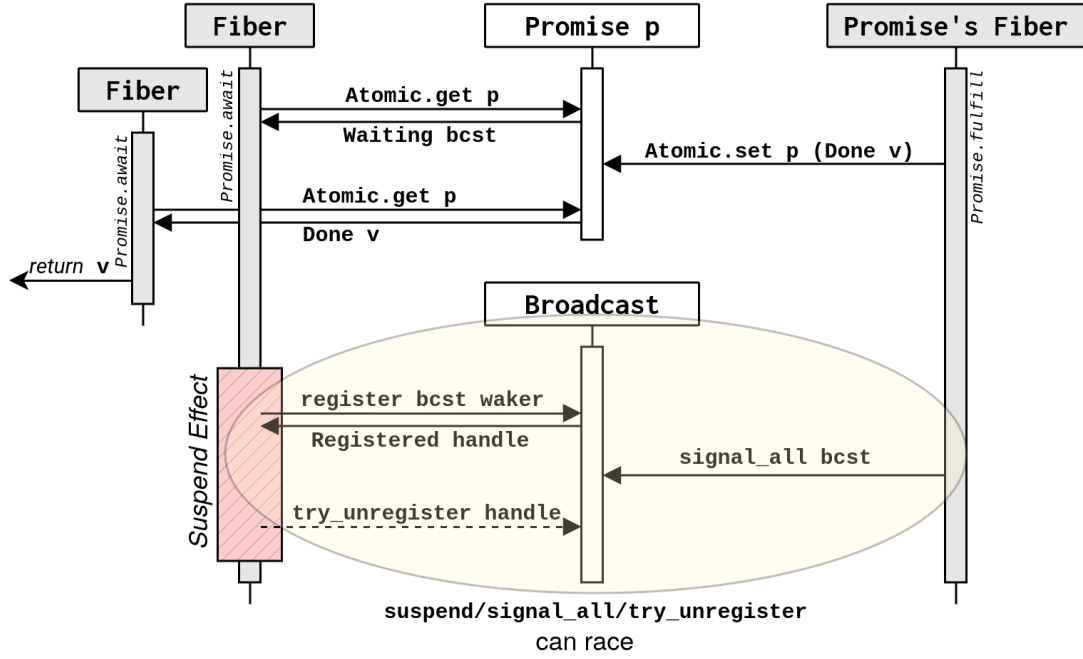 Fiber
Promise p
Promise's Fiber
Fiber
Promise.await
Promise.fulfill
Atomic.get p
Waiting bcst
Promise.await
Atomic.set p (Done v)
Atomic.get p
Done v
return v
Broadcast
Suspend Effect
register bcst waker
Registered handle
signal_all bcst
try_unregister handle
suspend/signal_all/try_unregister
can race